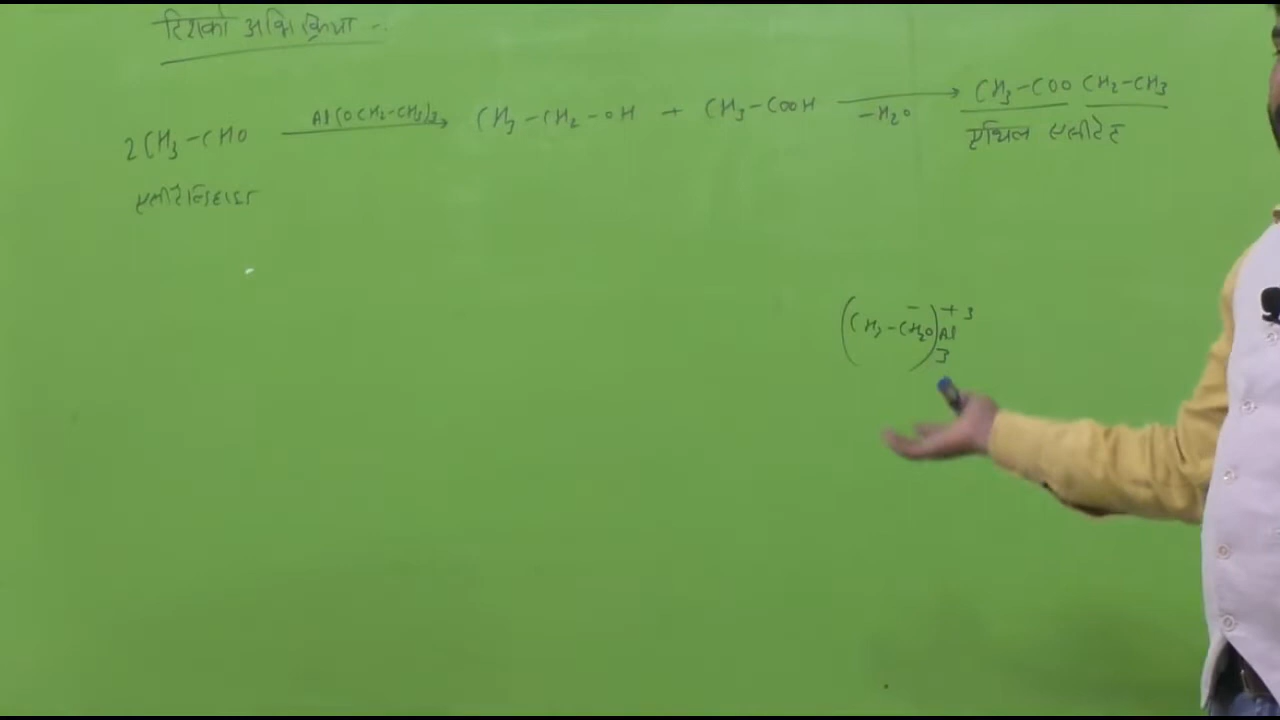 टिशको अभिक्रिया :-
2CH₃-CHO Al(OCH₂-CH₃)₃ CH₃-CH₂-OH + CH₃-COOH -H₂O CH₃-COO CH₂-CH₃
एथिल एसीटेट
एसीटैल्डिहाइड
(CH₃-CH₂O⁻)₃ Al⁺³